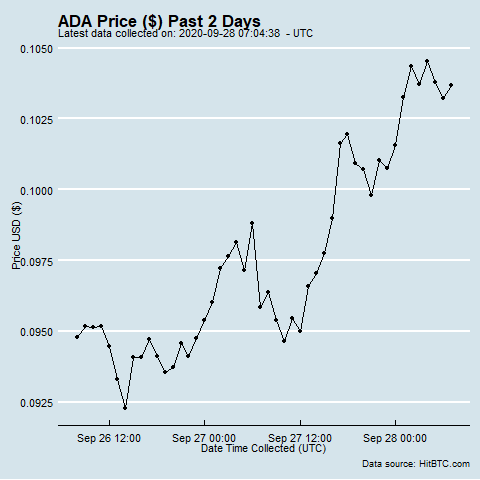 ADA Price ($) Past 2 Days
Latest data collected on: 2020-09-28 07:04:38  - UTC
0.1050
0.1025
0.1000
0.0975
0.0950
0.0925
Price USD ($)
Sep 26 12:00 Sep 27 00:00 Sep 27 12:00 Sep 28 00:00
Date Time Collected (UTC)
Data source: HitBTC.com